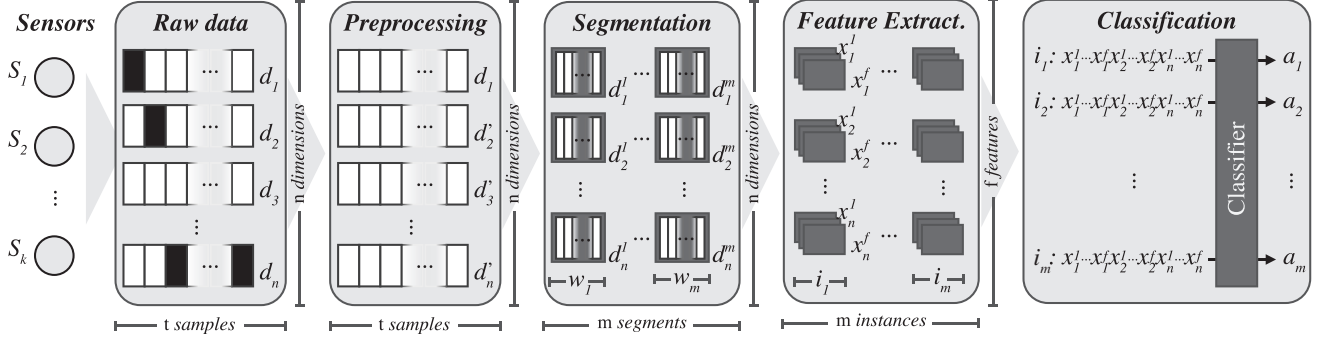 Sensors
S1
S2
⋮
Sk
Raw data
... d1
... d2
... d3
⋮
... dn
t samples
n dimensions
Preprocessing
... d1
... d’2
... d’3
⋮
... d’n
t samples
n dimensions
Segmentation
... d1^1 ... ... d1^m
... d2^1 ... ... d2^m
⋮ ⋮
... dn^1 ... ... dn^m
w1 wm
m segments
n dimensions
Feature Extract.
x1^1
x1^f ...
x2^1
x2^f ...
⋮ ⋮
xn^1
xn^f ...
i1 im
m instances
f features
Classification
i1: x1^1...x1^f x2^1...x2^f xn^1...xn^f a1
i2: x1^1...x1^f x2^1...x2^f xn^1...xn^f a2
⋮ ⋮
im: x1^1...x1^f x2^1...x2^f xn^1...xn^f am
Classifier